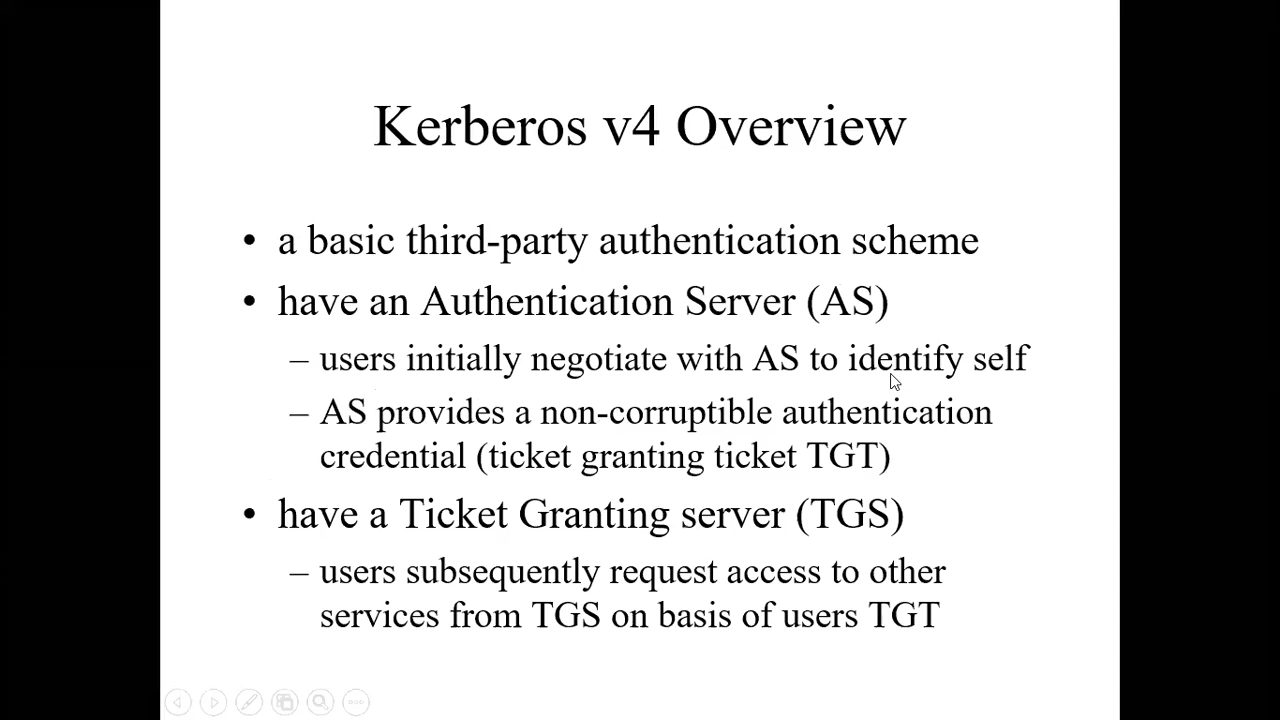 Kerberos v4 Overview
• a basic third-party authentication scheme
• have an Authentication Server (AS)
– users initially negotiate with AS to identify self
– AS provides a non-corruptible authentication
credential (ticket granting ticket TGT)
• have a Ticket Granting server (TGS)
– users subsequently request access to other
services from TGS on basis of users TGT